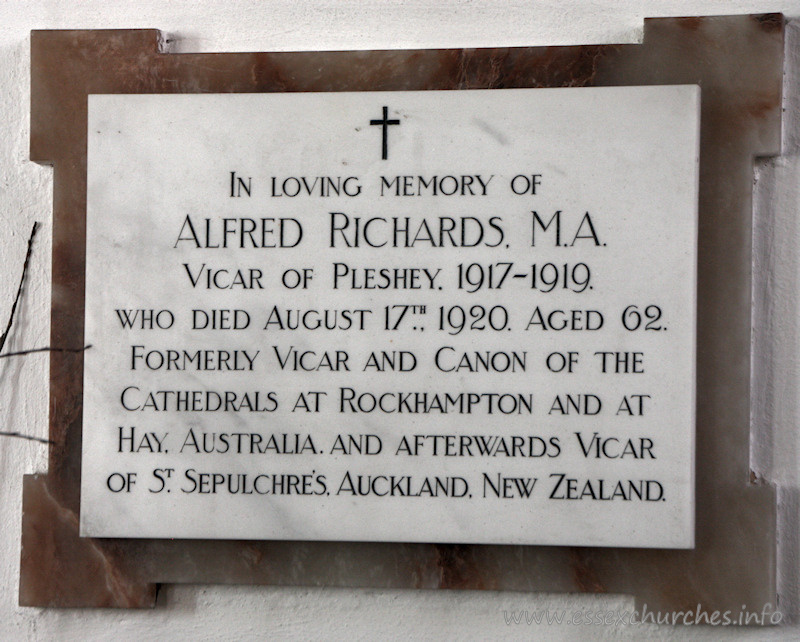 IN LOVING MEMORY OF
ALFRED RICHARDS, M.A.
VICAR OF PLESHEY, 1917-1919,
WHO DIED AUGUST 17TH., 1920. AGED 62.
FORMERLY VICAR AND CANON OF THE
CATHEDRALS AT ROCKHAMPTON AND AT
HAY, AUSTRALIA. AND AFTERWARDS VICAR
OF ST. SEPULCHRE'S, AUCKLAND, NEW ZEALAND.
www.essexchurches.info